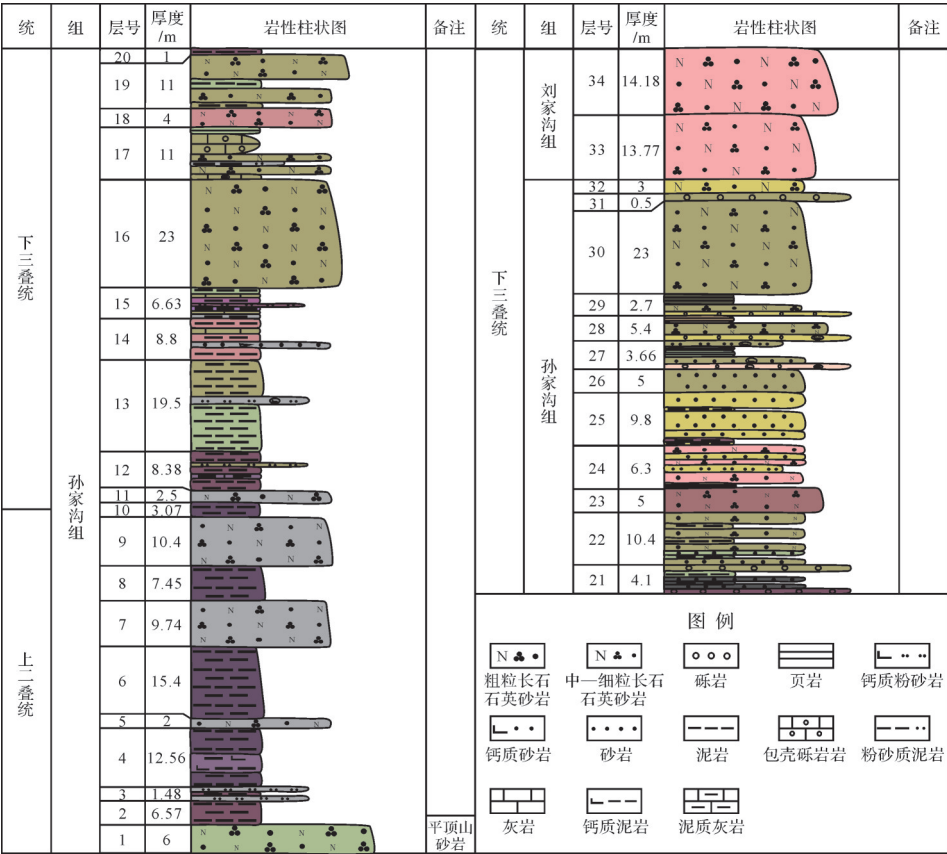 统 组 层号 厚度/m 岩性柱状图 备注
下三叠统
上二叠统
孙家沟组
20 1
19 11
18 4
17 11
16 23
15 6.63
14 8.8
13 19.5
12 8.38
11 2.5
10 3.07
9 10.4
8 7.45
7 9.74
6 15.4
5 2
4 12.56
3 1.48
2 6.57
1 6
平顶山
砂岩
统 组 层号 厚度/m 岩性柱状图 备注
下三叠统
刘家沟组
孙家沟组
34 14.18
33 13.77
32 3
31 0.5
30 23
29 2.7
28 5.4
27 3.66
26 5
25 9.8
24 6.3
23 5
22 10.4
21 4.1
图 例
粗粒长石
石英砂岩
中—细粒长石
石英砂岩
砾岩
页岩
钙质粉砂岩
钙质砂岩
砂岩
泥岩
包壳砾岩岩
粉砂质泥岩
灰岩
钙质泥岩
泥质灰岩